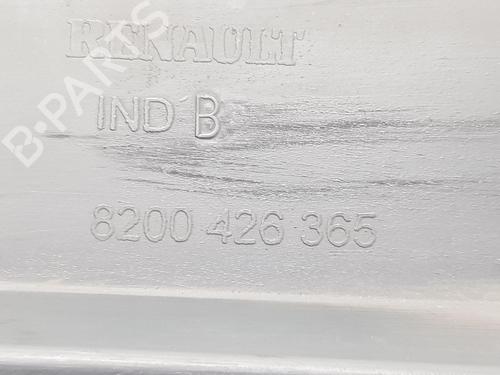 RENAULT
IND B
8200 426 365
B-PARTS